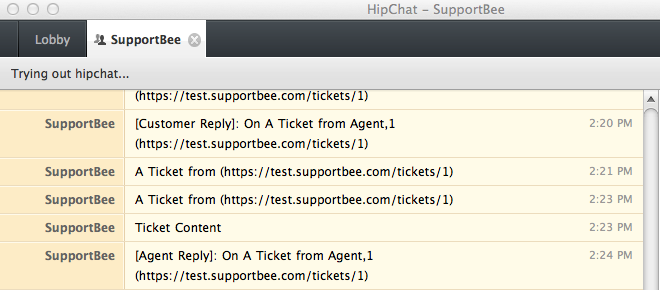 HipChat – SupportBee
Lobby
SupportBee
Trying out hipchat...
(https://test.supportbee.com/tickets/1)
SupportBee [Customer Reply]: On A Ticket from Agent,1 2:20 PM
(https://test.supportbee.com/tickets/1)
SupportBee A Ticket from (https://test.supportbee.com/tickets/1) 2:21 PM
SupportBee A Ticket from (https://test.supportbee.com/tickets/1) 2:23 PM
SupportBee Ticket Content 2:23 PM
SupportBee [Agent Reply]: On A Ticket from Agent,1 2:24 PM
(https://test.supportbee.com/tickets/1)